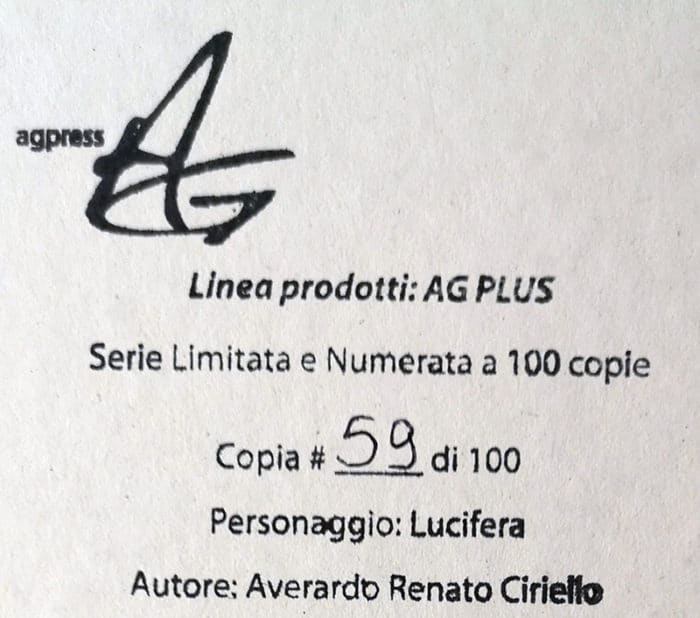 agpress
AG
Linea prodotti: AG PLUS
Serie Limitata e Numerata a 100 copie
Copia # 59 di 100
Personaggio: Lucifera
Autore: Averardo Renato Ciriello